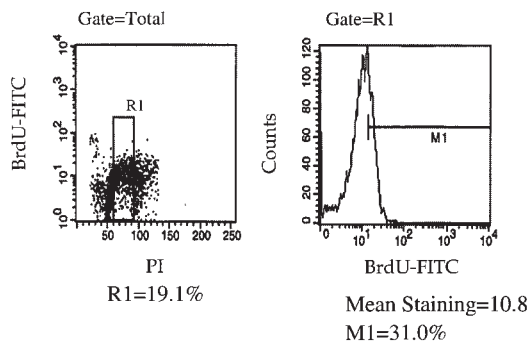 Gate=Total
BrdU-FITC
10^4
10^3
10^2
10^1
10^0
R1
0 50 100 150 200 250
PI
R1=19.1%
Gate=R1
Counts
120
100
80
60
40
20
0
M1
10^1 10^2 10^3 10^4
BrdU-FITC
Mean Staining=10.8
M1=31.0%